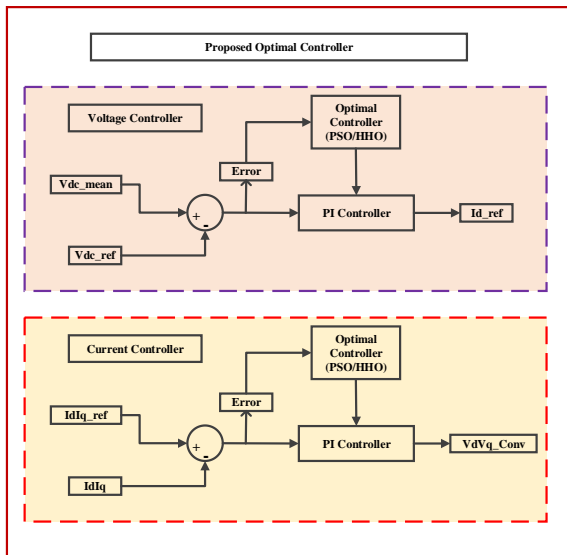 Proposed Optimal Controller
Voltage Controller
Optimal
Controller
(PSO/HHO)
Error
Vdc_mean
+
-
PI Controller
Id_ref
Vdc_ref
Current Controller
Optimal
Controller
(PSO/HHO)
Error
IdIq_ref
+
-
PI Controller
VdVq_Conv
IdIq